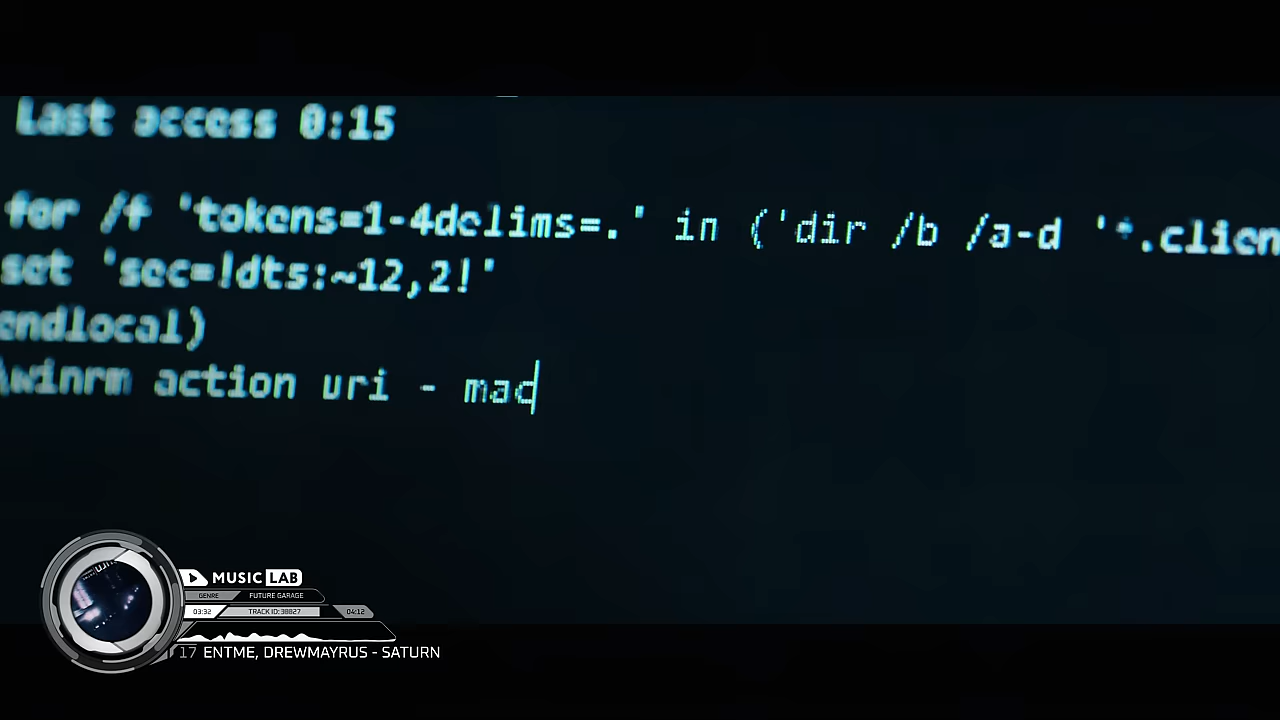 Last access 0:15
for /f 'tokens=1-4delims=.' in ('dir /b /a-d '*.clien
set 'sec=!dts:~12,2!'
endlocal)
\winrm action uri - mac
MUSIC LAB
GENRE FUTURE GARAGE
03:32 TRACK ID: 38827 04:12
17 ENTME, DREWMAYRUS - SATURN